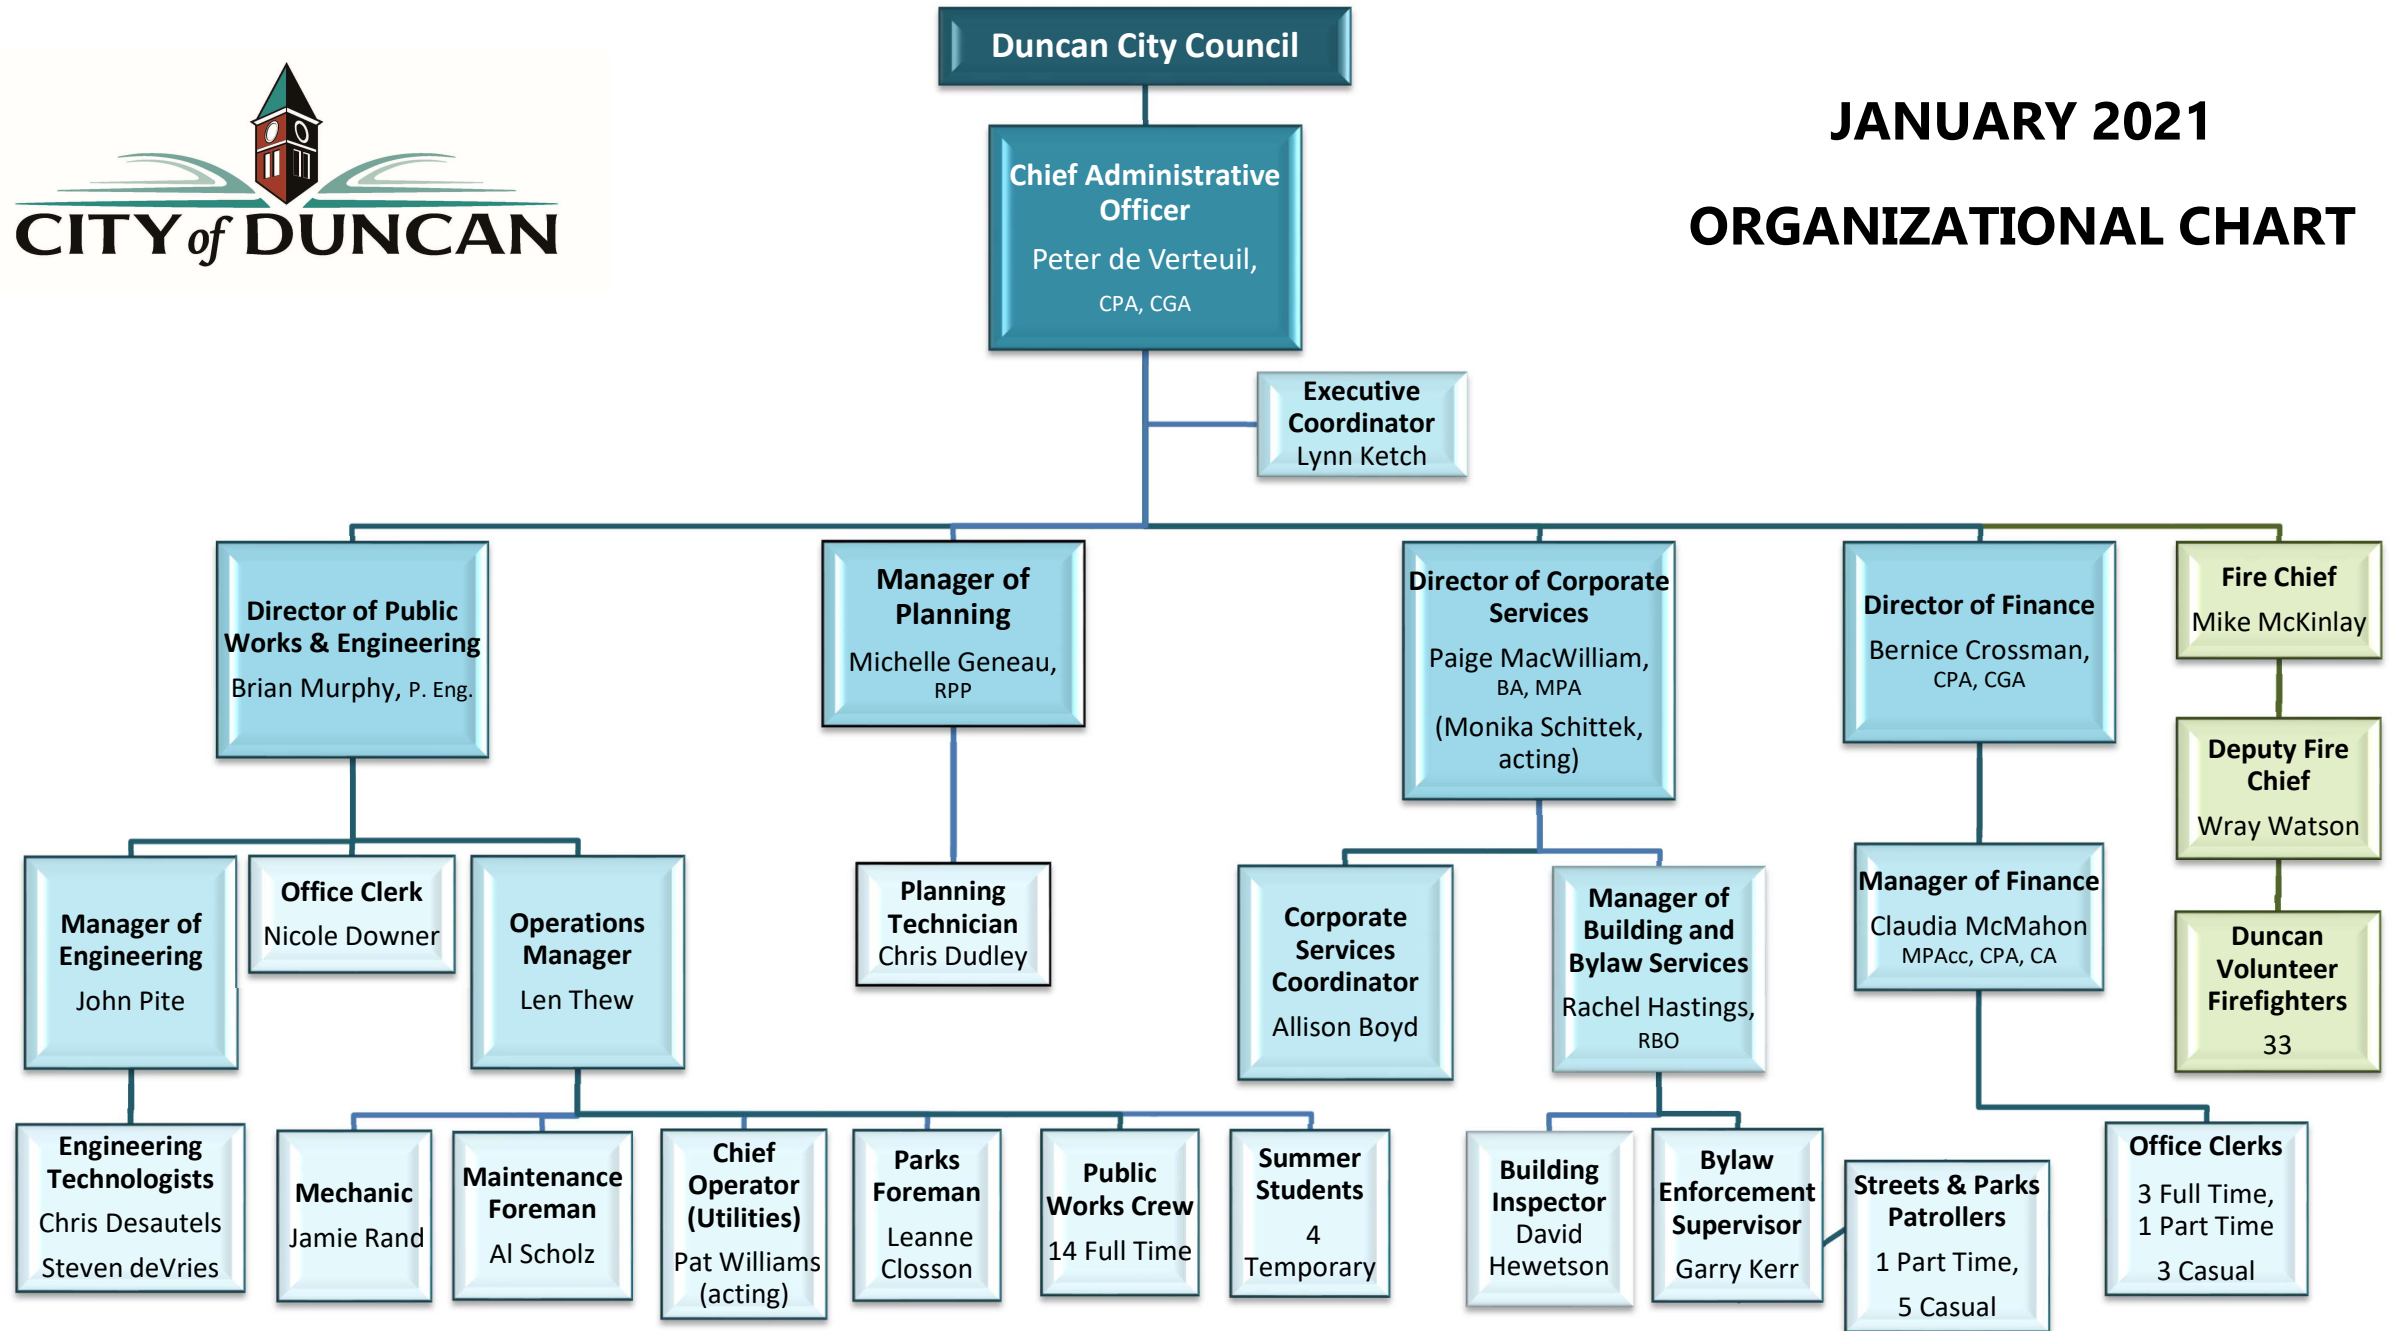 Duncan City Council
CITY of DUNCAN
JANUARY 2021
ORGANIZATIONAL CHART
Chief Administrative
Officer
Peter de Verteuil,
CPA, CGA
Executive
Coordinator
Lynn Ketch
Director of Public
Works & Engineering
Brian Murphy, P. Eng.
Manager of
Planning
Michelle Geneau,
RPP
Director of Corporate
Services
Paige MacWilliam,
BA, MPA
(Monika Schittek,
acting)
Director of Finance
Bernice Crossman,
CPA, CGA
Fire Chief
Mike McKinlay
Deputy Fire
Chief
Wray Watson
Duncan
Volunteer
Firefighters
33
Manager of
Engineering
John Pite
Office Clerk
Nicole Downer
Operations
Manager
Len Thew
Planning
Technician
Chris Dudley
Corporate
Services
Coordinator
Allison Boyd
Manager of
Building and
Bylaw Services
Rachel Hastings,
RBO
Manager of Finance
Claudia McMahon
MPAcc, CPA, CA
Engineering
Technologists
Chris Desautels
Steven deVries
Mechanic
Jamie Rand
Maintenance
Foreman
Al Scholz
Chief
Operator
(Utilities)
Pat Williams
(acting)
Parks
Foreman
Leanne
Closson
Public
Works Crew
14 Full Time
Summer
Students
4
Temporary
Building
Inspector
David
Hewetson
Bylaw
Enforcement
Supervisor
Garry Kerr
Streets & Parks
Patrollers
1 Part Time,
5 Casual
Office Clerks
3 Full Time,
1 Part Time
3 Casual